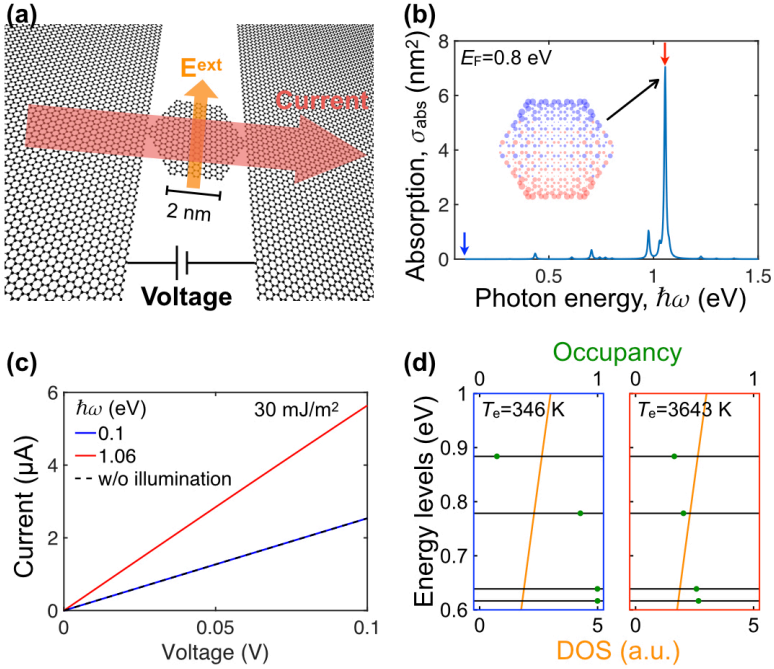 (a)
E^ext
Current
2 nm
Voltage
(b)
E_F=0.8 eV
Absorption, σ_abs (nm²)
8
6
4
2
0
0.5
1
1.5
Photon energy, ħω (eV)
(c)
ħω (eV)
30 mJ/m²
0.1
1.06
w/o illumination
Current (μA)
6
4
2
0
0
0.05
0.1
Voltage (V)
(d)
Occupancy
0
1
0
1
T_e=346 K
T_e=3643 K
Energy levels (eV)
1
0.9
0.8
0.7
0.6
0
5
0
5
DOS (a.u.)